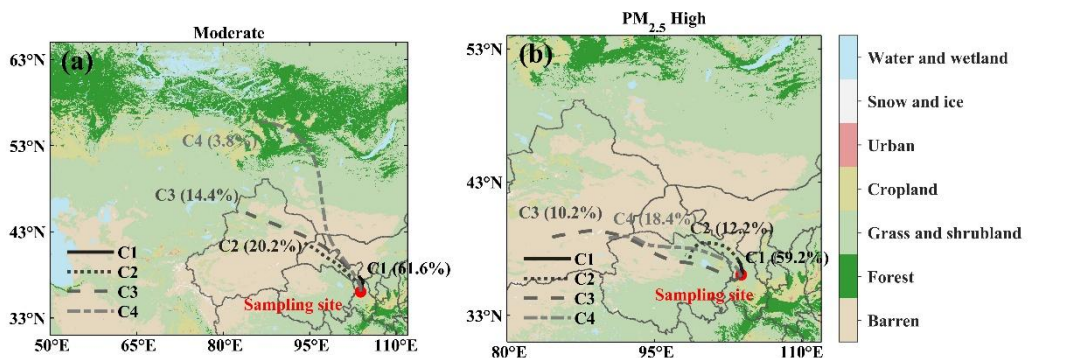 Moderate
(a)
63°N
53°N
43°N
33°N
50°E
65°E
80°E
95°E
110°E
C4 (3.8%)
C3 (14.4%)
C2 (20.2%)
C1 (61.6%)
Sampling site
C1
C2
C3
C4
PM2.5 High
(b)
53°N
43°N
33°N
80°E
95°E
110°E
C3 (10.2%)
C4 (18.4%)
C2 (12.2%)
C1 (59.2%)
Sampling site
C1
C2
C3
C4
Water and wetland
Snow and ice
Urban
Cropland
Grass and shrubland
Forest
Barren